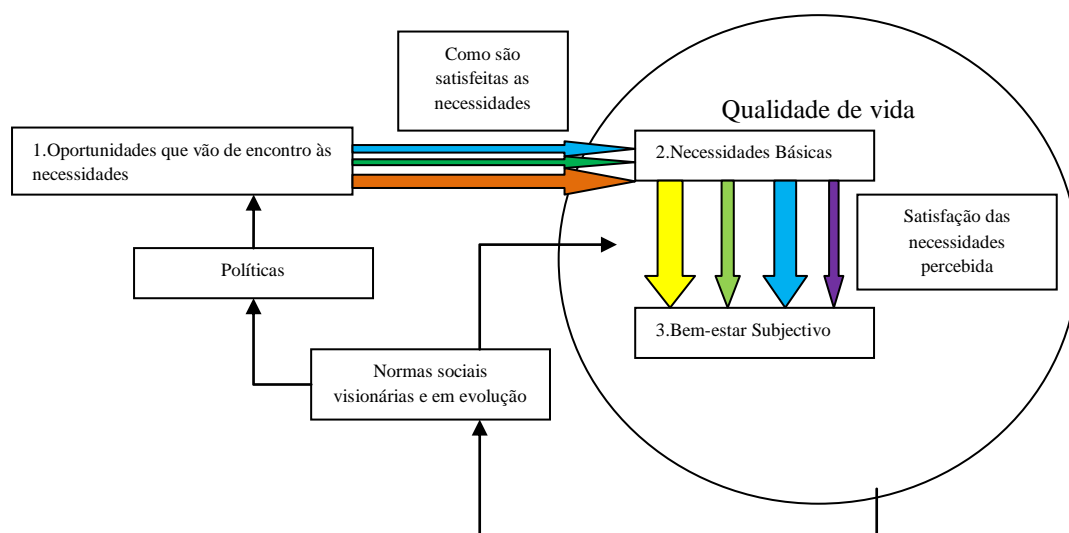 Como são
satisfeitas as
necessidades
Qualidade de vida
1.Oportunidades que vão de encontro às
necessidades
2.Necessidades Básicas
Satisfação das
necessidades
percebida
Políticas
3.Bem-estar Subjectivo
Normas sociais
visionárias e em evolução